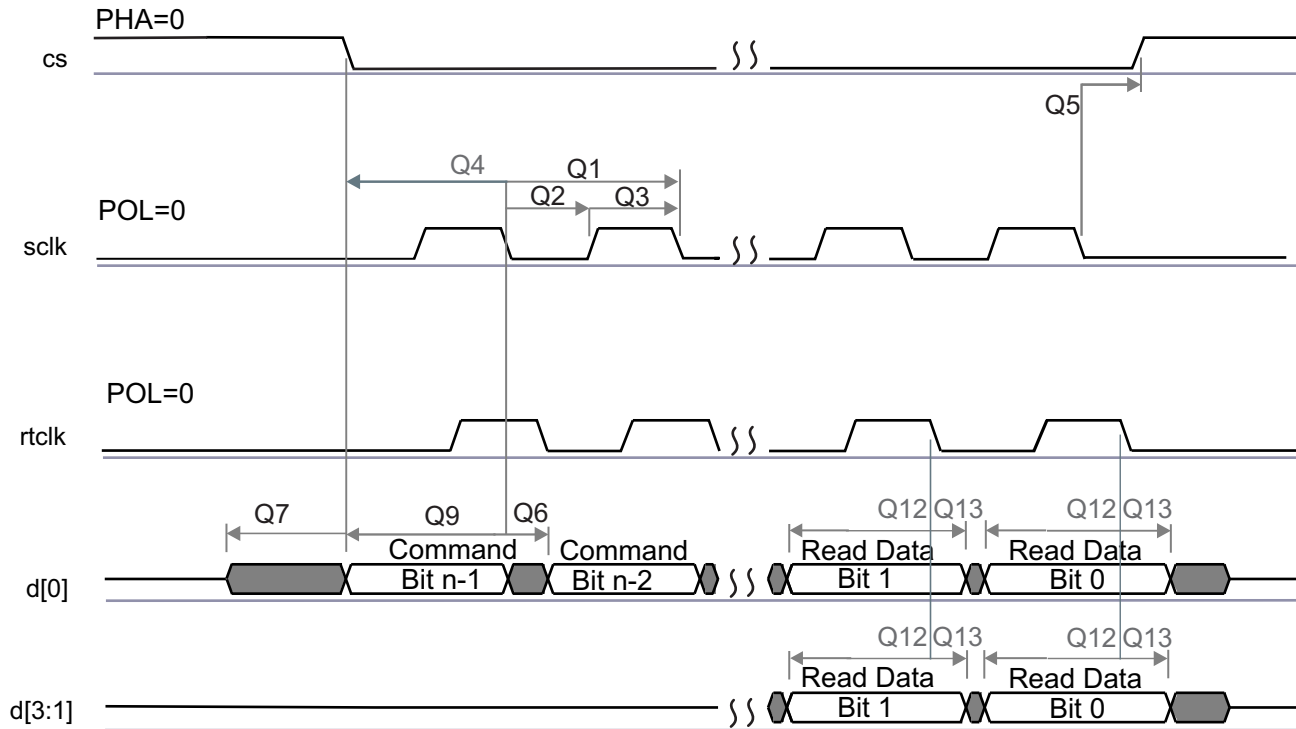 PHA=0
cs
Q5
Q4 Q1
Q2 Q3
POL=0
sclk
POL=0
rtclk
Q7 Q9 Q6 Q12 Q13 Q12 Q13
Command Command Read Data Read Data
d[0] Bit n-1 Bit n-2 Bit 1 Bit 0
Q12 Q13 Q12 Q13
Read Data Read Data
d[3:1] Bit 1 Bit 0